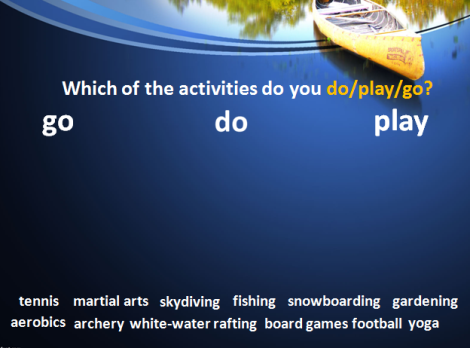 Which of the activities do you do/play/go?
go do play
tennis martial arts skydiving fishing snowboarding gardening
aerobics archery white-water rafting board games football yoga